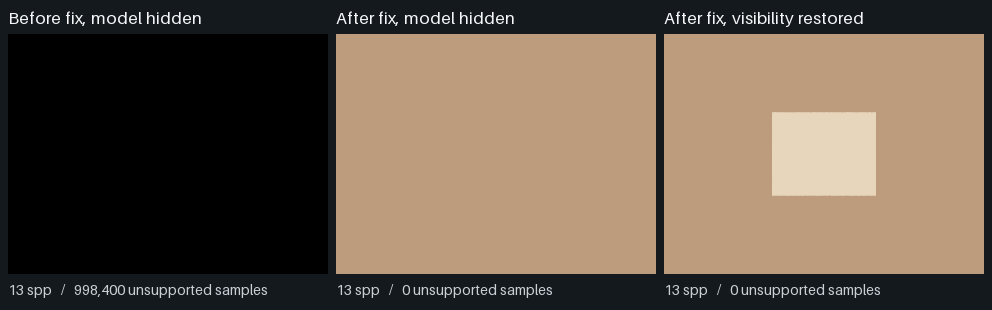 Before fix, model hidden
After fix, model hidden
After fix, visibility restored
13 spp / 998,400 unsupported samples
13 spp / 0 unsupported samples
13 spp / 0 unsupported samples